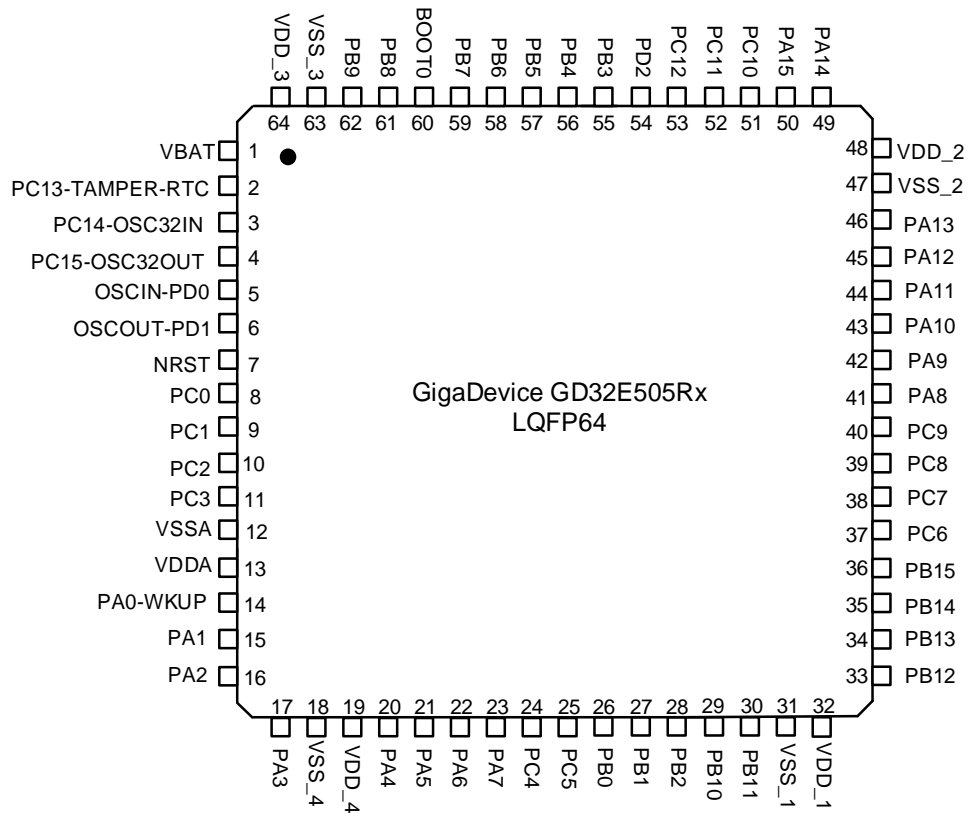 VDD_3
VSS_3
PB9
PB8
BOOT0
PB7
PB6
PB5
PB4
PB3
PD2
PC12
PC11
PC10
PA15
PA14
64 63 62 61 60 59 58 57 56 55 54 53 52 51 50 49
VBAT 1
PC13-TAMPER-RTC 2
PC14-OSC32IN 3
PC15-OSC32OUT 4
OSCIN-PD0 5
OSCOUT-PD1 6
NRST 7
PC0 8
PC1 9
PC2 10
PC3 11
VSSA 12
VDDA 13
PA0-WKUP 14
PA1 15
PA2 16
GigaDevice GD32E505Rx
LQFP64
48 VDD_2
47 VSS_2
46 PA13
45 PA12
44 PA11
43 PA10
42 PA9
41 PA8
40 PC9
39 PC8
38 PC7
37 PC6
36 PB15
35 PB14
34 PB13
33 PB12
17 18 19 20 21 22 23 24 25 26 27 28 29 30 31 32
PA3
VSS_4
VDD_4
PA4
PA5
PA6
PA7
PC4
PC5
PB0
PB1
PB2
PB10
PB11
VSS_1
VDD_1